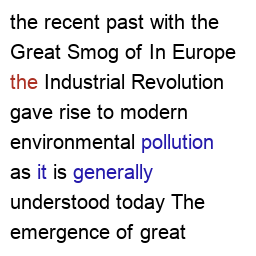 the recent past with the
Great Smog of In Europe
the Industrial Revolution
gave rise to modern
environmental pollution
as it is generally
understood today The
emergence of great